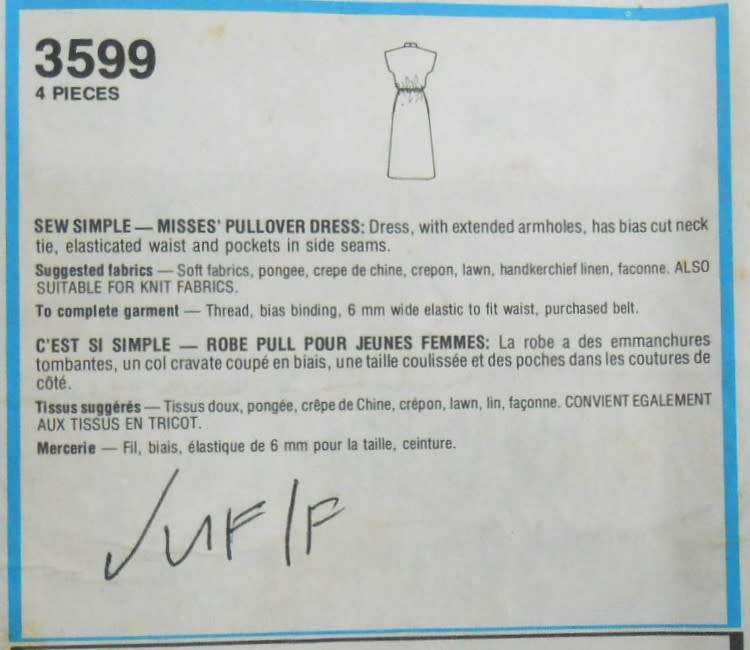 3599
4 PIECES
SEW SIMPLE — MISSES' PULLOVER DRESS: Dress, with extended armholes, has bias cut neck
tie, elasticated waist and pockets in side seams.
Suggested fabrics — Soft fabrics, pongee, crepe de chine, crepon, lawn, handkerchief linen, faconne. ALSO
SUITABLE FOR KNIT FABRICS.
To complete garment — Thread, bias binding, 6 mm wide elastic to fit waist, purchased belt.
C'EST SI SIMPLE — ROBE PULL POUR JEUNES FEMMES: La robe a des emmanchures
tombantes, un col cravate coupé en biais, une taille coulissée et des poches dans les coutures de
côté.
Tissus suggérés — Tissus doux, pongée, crêpe de Chine, crépon, lawn, lin, façonne. CONVIENT EGALEMENT
AUX TISSUS EN TRICOT.
Mercerie — Fil, biais, élastique de 6 mm pour la taille, ceinture.
✓UF/F